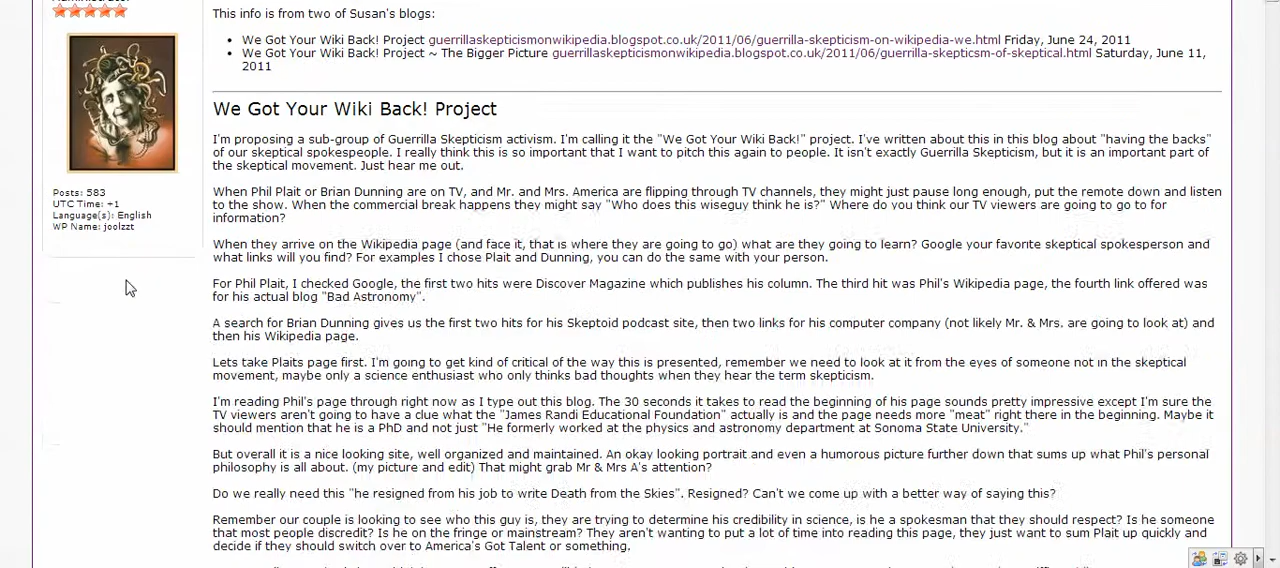 This info is from two of Susan's blogs:
We Got Your Wiki Back! Project guerrillaskepticismonwikipedia.blogspot.co.uk/2011/06/guerrilla-skepticism-on-wikipedia-we.html Friday, June 24, 2011
We Got Your Wiki Back! Project ~ The Bigger Picture guerrillaskepticismonwikipedia.blogspot.co.uk/2011/06/guerrilla-skepticsm-of-skeptical.html Saturday, June 11,
2011
We Got Your Wiki Back! Project
I'm proposing a sub-group of Guerrilla Skepticism activism. I'm calling it the "We Got Your Wiki Back!" project. I've written about this in this blog about "having the backs"
of our skeptical spokespeople. I really think this is so important that I want to pitch this again to people. It isn't exactly Guerrilla Skepticism, but it is an important part of
the skeptical movement. Just hear me out.
Posts: 583
UTC Time: +1
Language(s): English
WP Name: joolzzt
When Phil Plait or Brian Dunning are on TV, and Mr. and Mrs. America are flipping through TV channels, they might just pause long enough, put the remote down and listen
to the show. When the commercial break happens they might say "Who does this wiseguy think he is?" Where do you think our TV viewers are going to go to for
information?
When they arrive on the Wikipedia page (and face it, that is where they are going to go) what are they going to learn? Google your favorite skeptical spokesperson and
what links will you find? For examples I chose Plait and Dunning, you can do the same with your person.
For Phil Plait, I checked Google, the first two hits were Discover Magazine which publishes his column. The third hit was Phil's Wikipedia page, the fourth link offered was
for his actual blog "Bad Astronomy".
A search for Brian Dunning gives us the first two hits for his Skeptoid podcast site, then two links for his computer company (not likely Mr. & Mrs. are going to look at) and
then his Wikipedia page.
Lets take Plaits page first. I'm going to get kind of critical of the way this is presented, remember we need to look at it from the eyes of someone not in the skeptical
movement, maybe only a science enthusiast who only thinks bad thoughts when they hear the term skepticism.
I'm reading Phil's page through right now as I type out this blog. The 30 seconds it takes to read the beginning of his page sounds pretty impressive except I'm sure the
TV viewers aren't going to have a clue what the "James Randi Educational Foundation" actually is and the page needs more "meat" right there in the beginning. Maybe it
should mention that he is a PhD and not just "He formerly worked at the physics and astronomy department at Sonoma State University."
But overall it is a nice looking site, well organized and maintained. An okay looking portrait and even a humorous picture further down that sums up what Phil's personal
philosophy is all about. (my picture and edit) That might grab Mr & Mrs A's attention?
Do we really need this "he resigned from his job to write Death from the Skies". Resigned? Can't we come up with a better way of saying this?
Remember our couple is looking to see who this guy is, they are trying to determine his credibility in science, is he a spokesman that they should respect? Is he someone
that most people discredit? Is he on the fringe or mainstream? They aren't wanting to put a lot of time into reading this page, they just want to sum Plait up quickly and
decide if they should switch over to America's Got Talent or something.